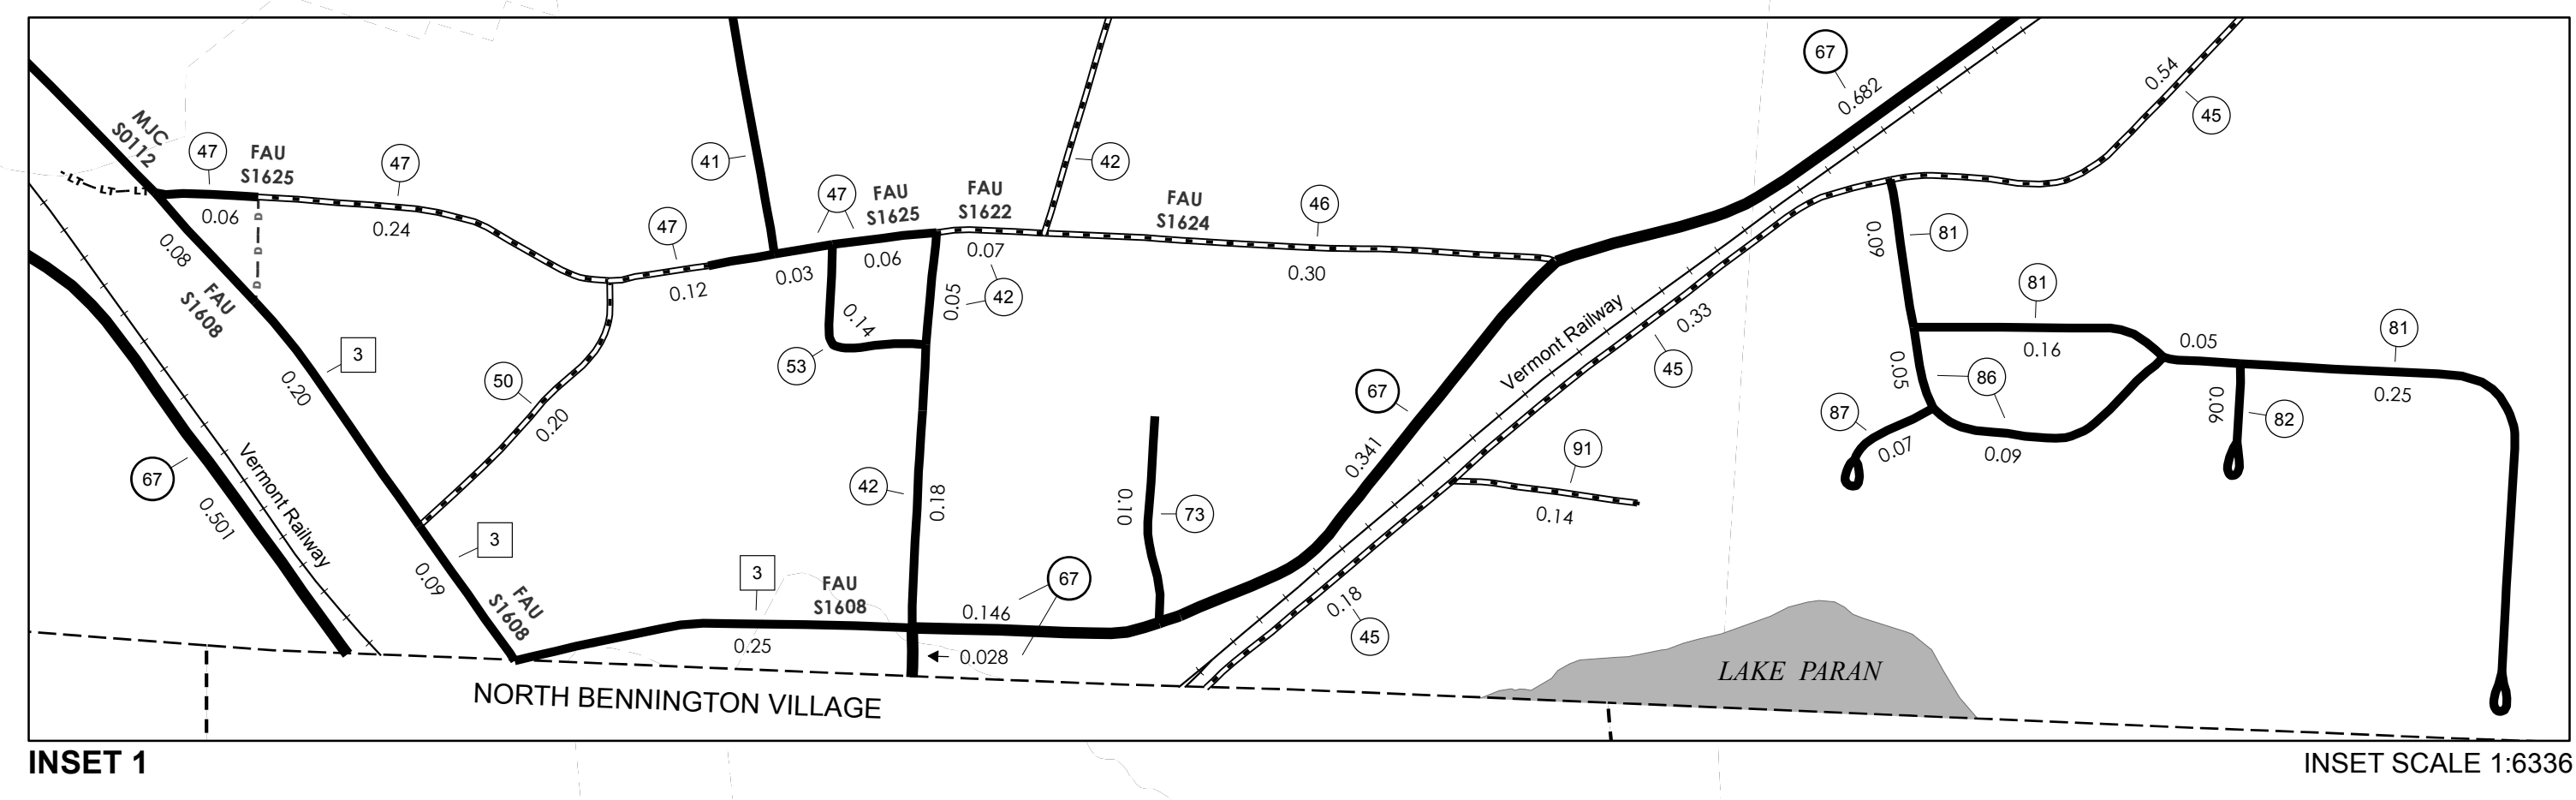 67
0.682
0.54
45
MJC
S0112
47
FAU
S1625
47
41
42
LT LT LT
0.06
0.24
47
47
FAU
S1625
FAU
S1622
FAU
S1624
46
0.08
D D D D
0.12
0.03
0.06
0.07
0.30
0.09
81
81
FAU
S1608
3
0.14
0.05
42
53
Vermont Railway
0.33
45
0.16
0.05
81
0.20
50
0.20
67
0.341
0.05
86
87
0.07
0.09
0.06
82
0.25
67
0.501
Vermont Railway
3
0.09
42
0.18
0.10
73
91
0.14
FAU
S1608
3
FAU
S1608
0.25
0.146
67
0.028
0.18
45
LAKE PARAN
NORTH BENNINGTON VILLAGE
INSET 1
INSET SCALE 1:6336